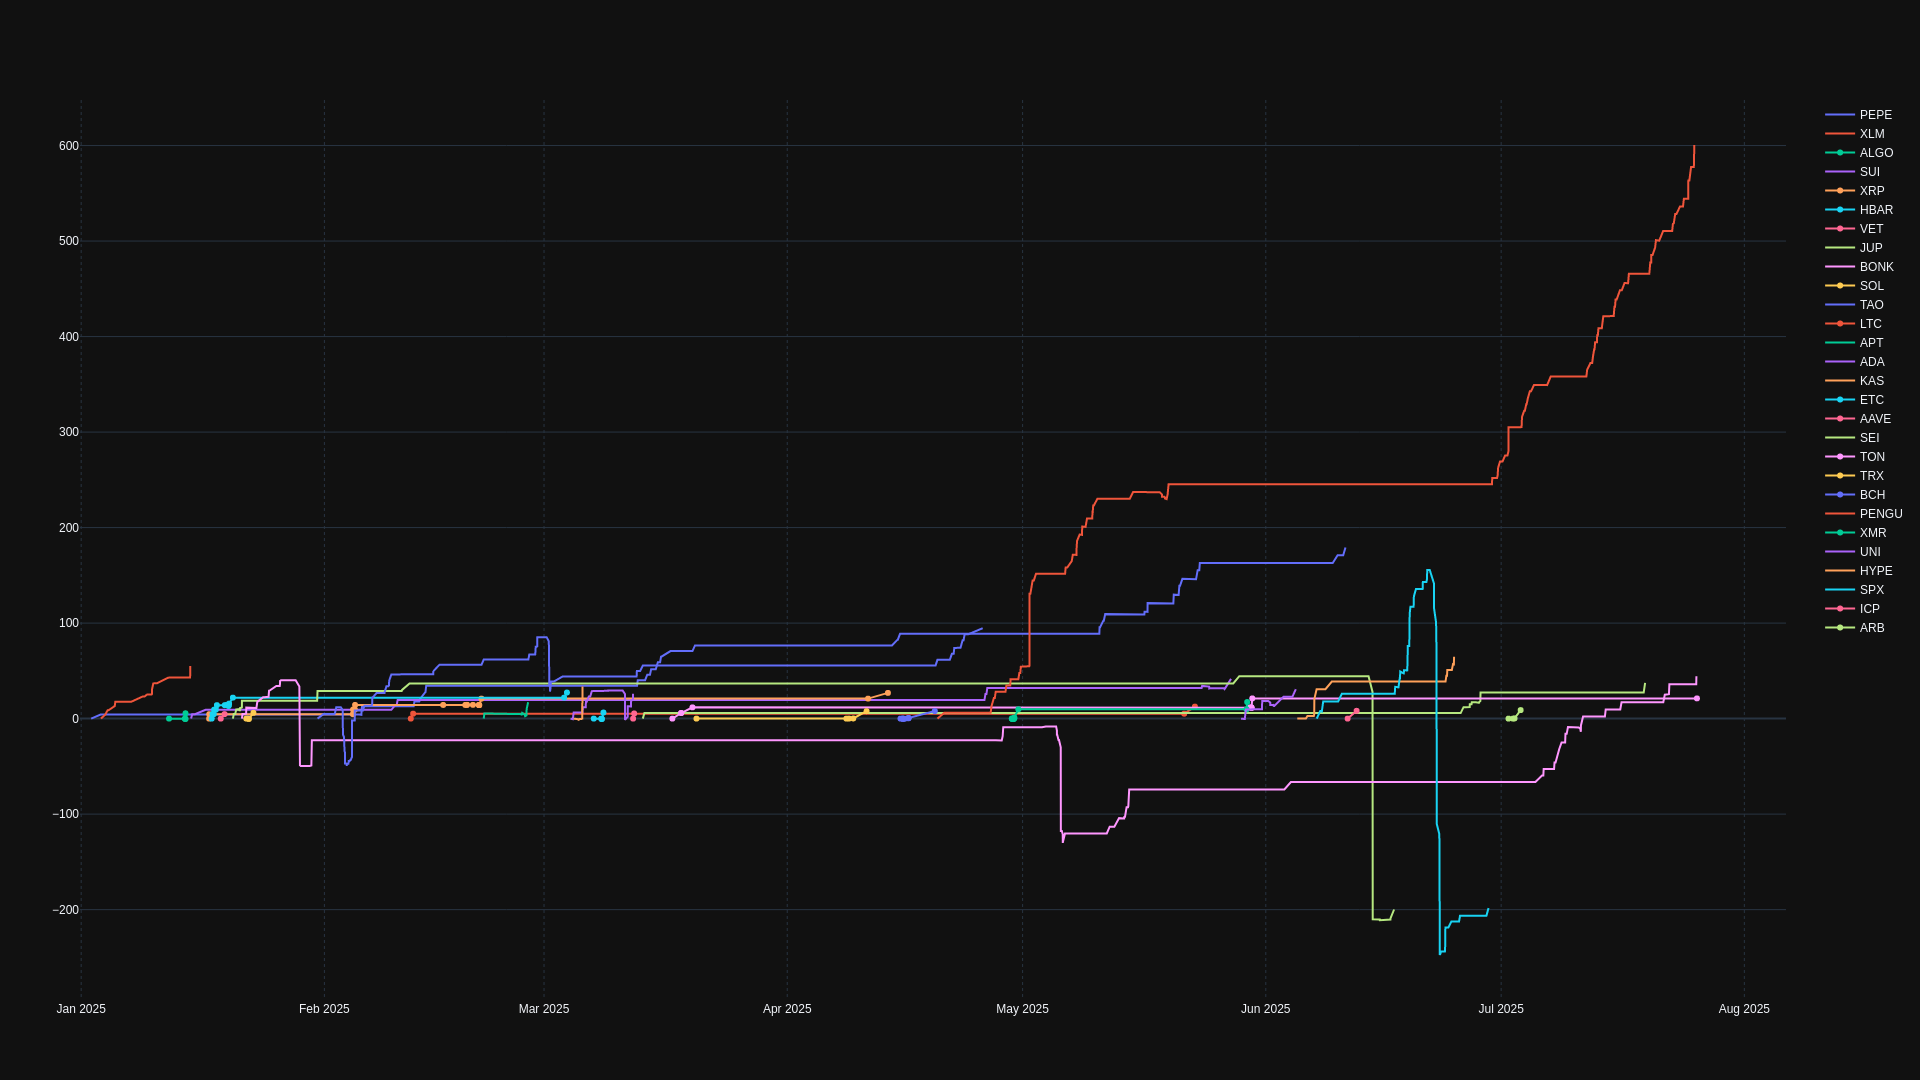 600
500
400
300
200
100
0
−100
−200
Jan 2025
Feb 2025
Mar 2025
Apr 2025
May 2025
Jun 2025
Jul 2025
Aug 2025
PEPE
XLM
ALGO
SUI
XRP
HBAR
VET
JUP
BONK
SOL
TAO
LTC
APT
ADA
KAS
ETC
AAVE
SEI
TON
TRX
BCH
PENGU
XMR
UNI
HYPE
SPX
ICP
ARB